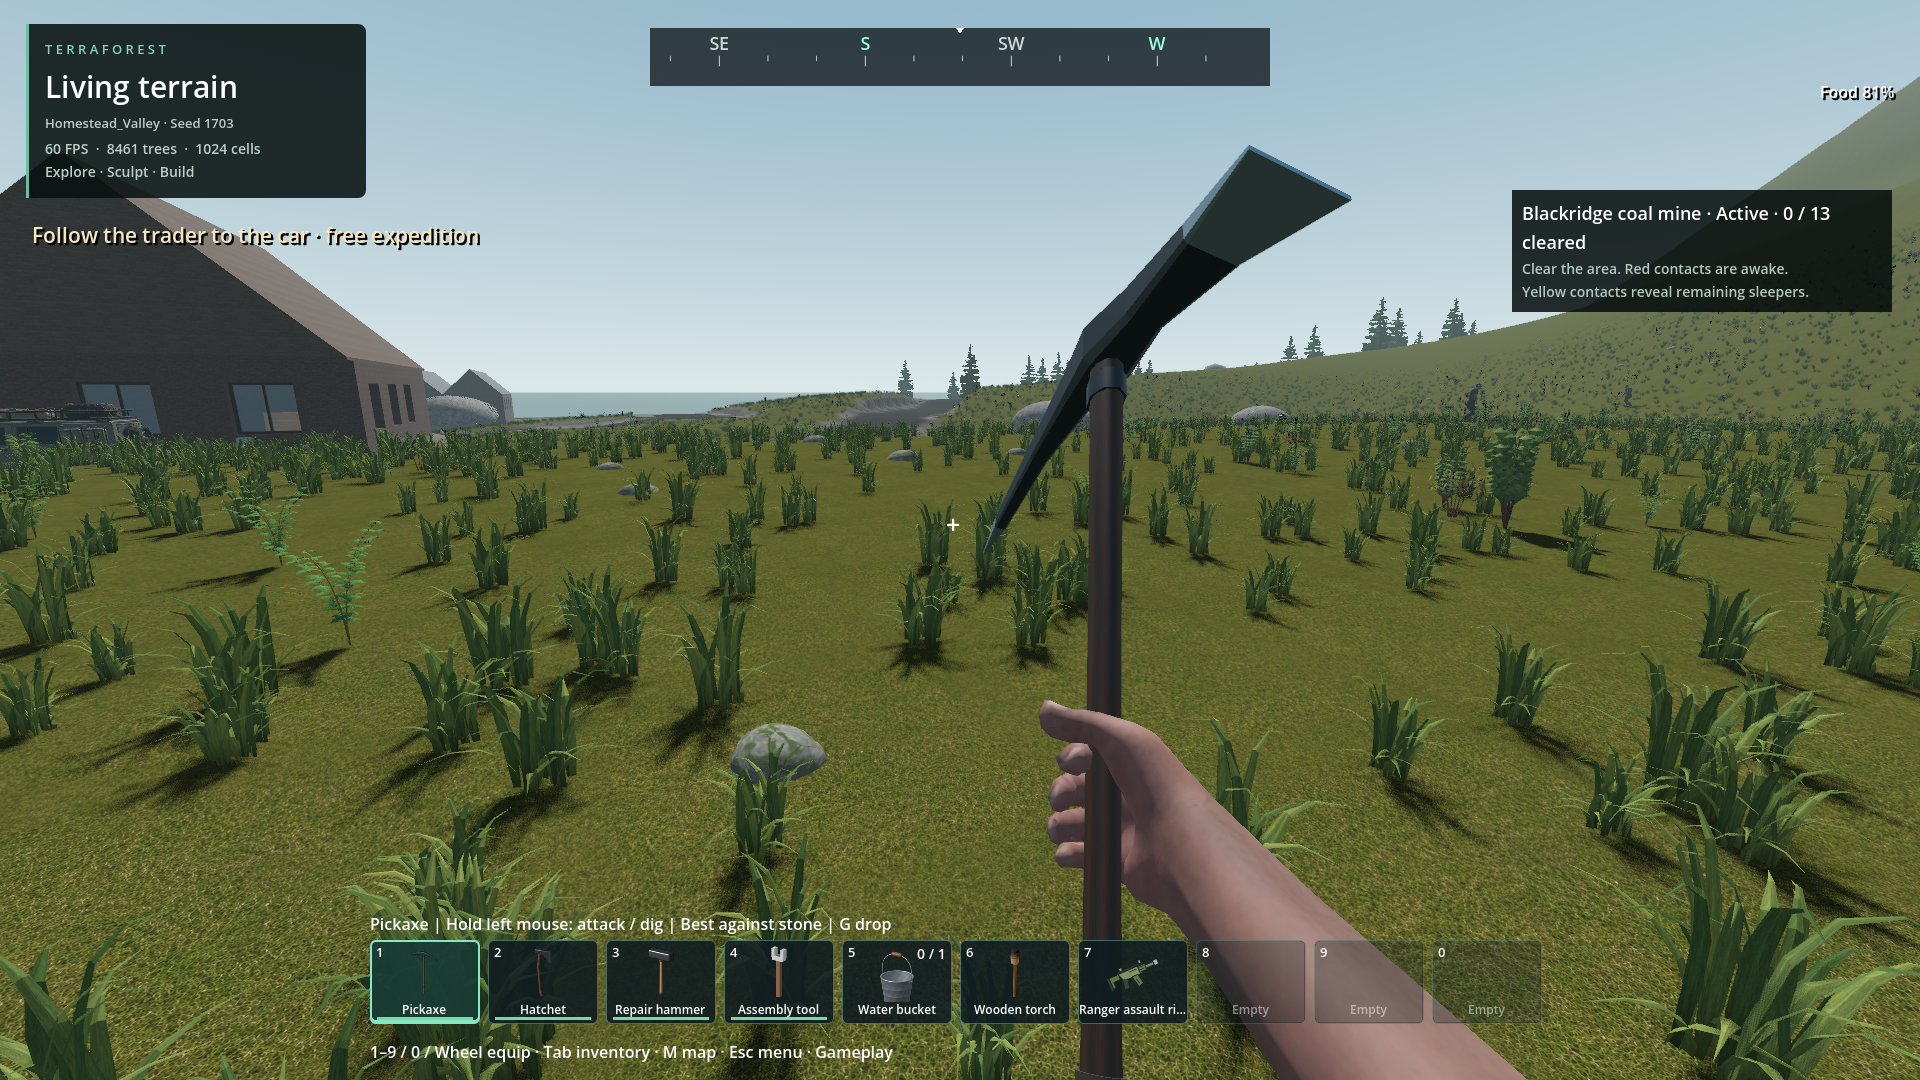 TERRAFOREST
Living terrain
Homestead_Valley · Seed 1703
60 FPS · 8461 trees · 1024 cells
Explore · Sculpt · Build
Follow the trader to the car · free expedition
SE S SW W
Food 81%
Blackridge coal mine · Active · 0 / 13
cleared
Clear the area. Red contacts are awake.
Yellow contacts reveal remaining sleepers.
Pickaxe | Hold left mouse: attack / dig | Best against stone | G drop
1 2 3 4 5 0 / 1 6 7 8 9 0
Pickaxe Hatchet Repair hammer Assembly tool Water bucket Wooden torch Ranger assault ri... Empty Empty Empty
1–9 / 0 / Wheel equip · Tab inventory · M map · Esc menu · Gameplay